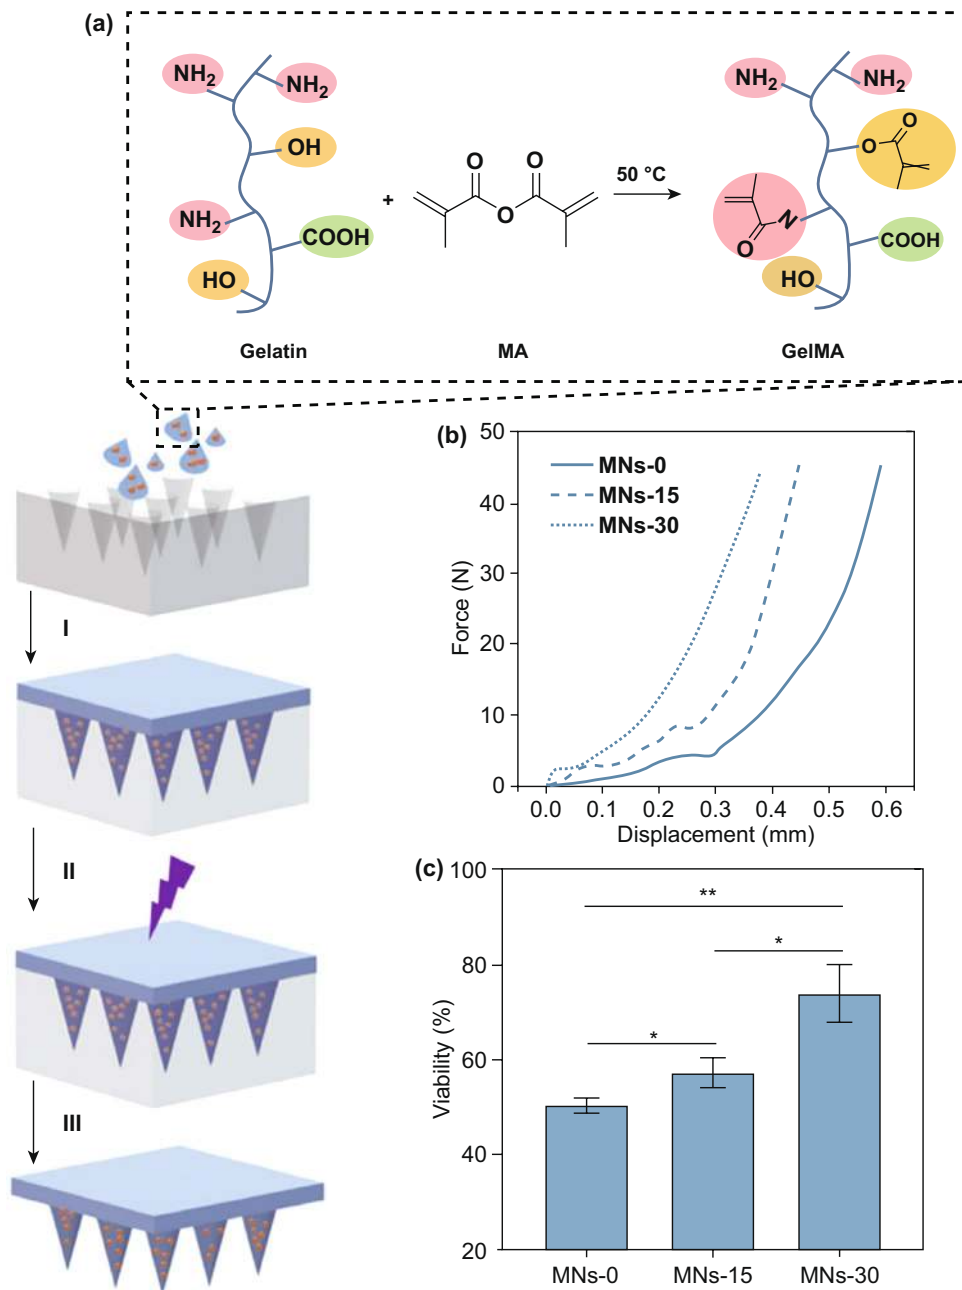 (a)
NH2
NH2
OH
NH2
COOH
HO
Gelatin
+
O
O
O
MA
50 °C
NH2
NH2
O
O
N
O
COOH
HO
GelMA
I
II
III
(b)
50
40
30
20
10
0
Force (N)
MNs-0
MNs-15
MNs-30
0.0 0.1 0.2 0.3 0.4 0.5 0.6
Displacement (mm)
(c)
100
80
60
40
20
Viability (%)
**
*
*
MNs-0 MNs-15 MNs-30